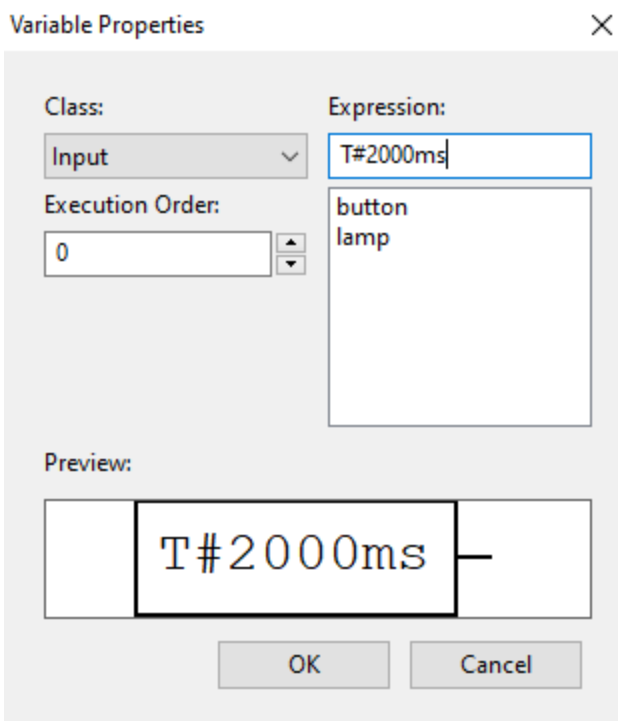 Variable Properties
Class:
Input
Execution Order:
0
Expression:
T#2000ms
button
lamp
Preview:
T#2000ms
OK
Cancel